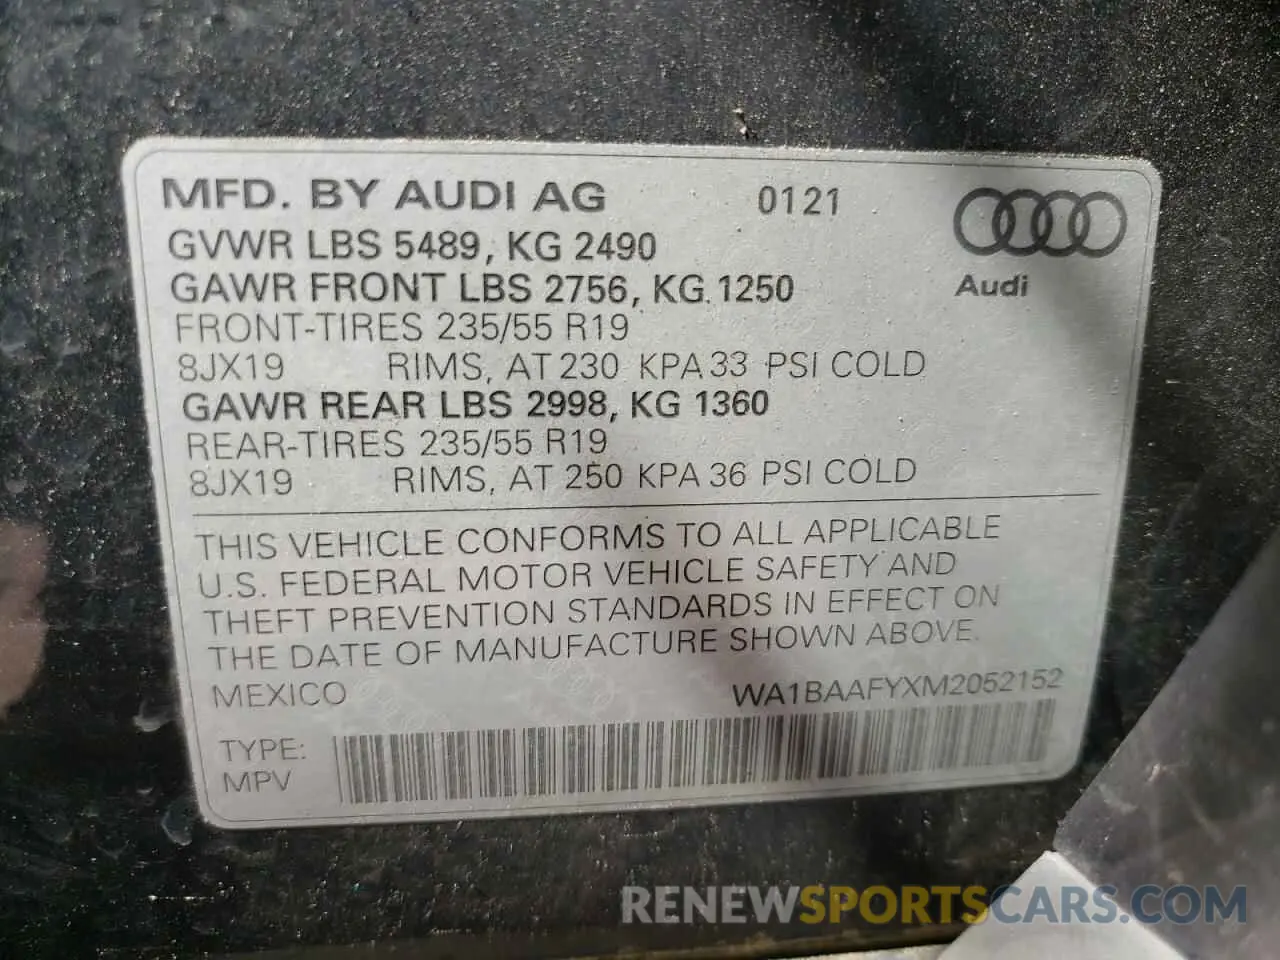 MFD. BY AUDI AG 0121
GVWR LBS 5489, KG 2490
GAWR FRONT LBS 2756, KG 1250
Audi
FRONT-TIRES 235/55 R19
8JX19 RIMS, AT 230 KPA 33 PSI COLD
GAWR REAR LBS 2998, KG 1360
REAR-TIRES 235/55 R19
8JX19 RIMS, AT 250 KPA 36 PSI COLD
THIS VEHICLE CONFORMS TO ALL APPLICABLE
U.S. FEDERAL MOTOR VEHICLE SAFETY AND
THEFT PREVENTION STANDARDS IN EFFECT ON
THE DATE OF MANUFACTURE SHOWN ABOVE.
MEXICO WA1BAAFYXM2052152
TYPE:
MPV
RENEWSPORTSCARS.COM